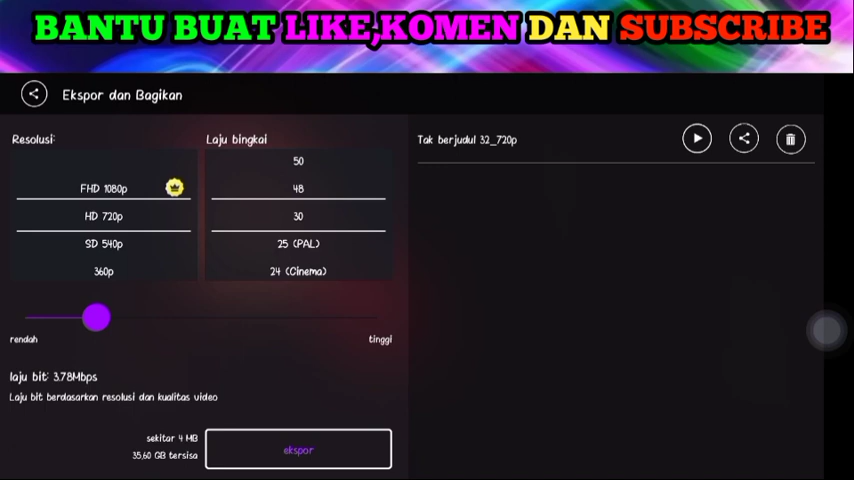 BANTU BUAT LIKE,KOMEN DAN SUBSCRIBE
Ekspor dan Bagikan
Resolusi:
FHD 1080p
HD 720p
SD 540p
360p
Laju bingkai
50
48
30
25 (PAL)
24 (Cinema)
rendah
tinggi
laju bit: 3.78Mbps
Laju bit berdasarkan resolusi dan kualitas video
sekitar 4 MB
35,60 GB tersisa
ekspor
Tak berjudul 32_720p